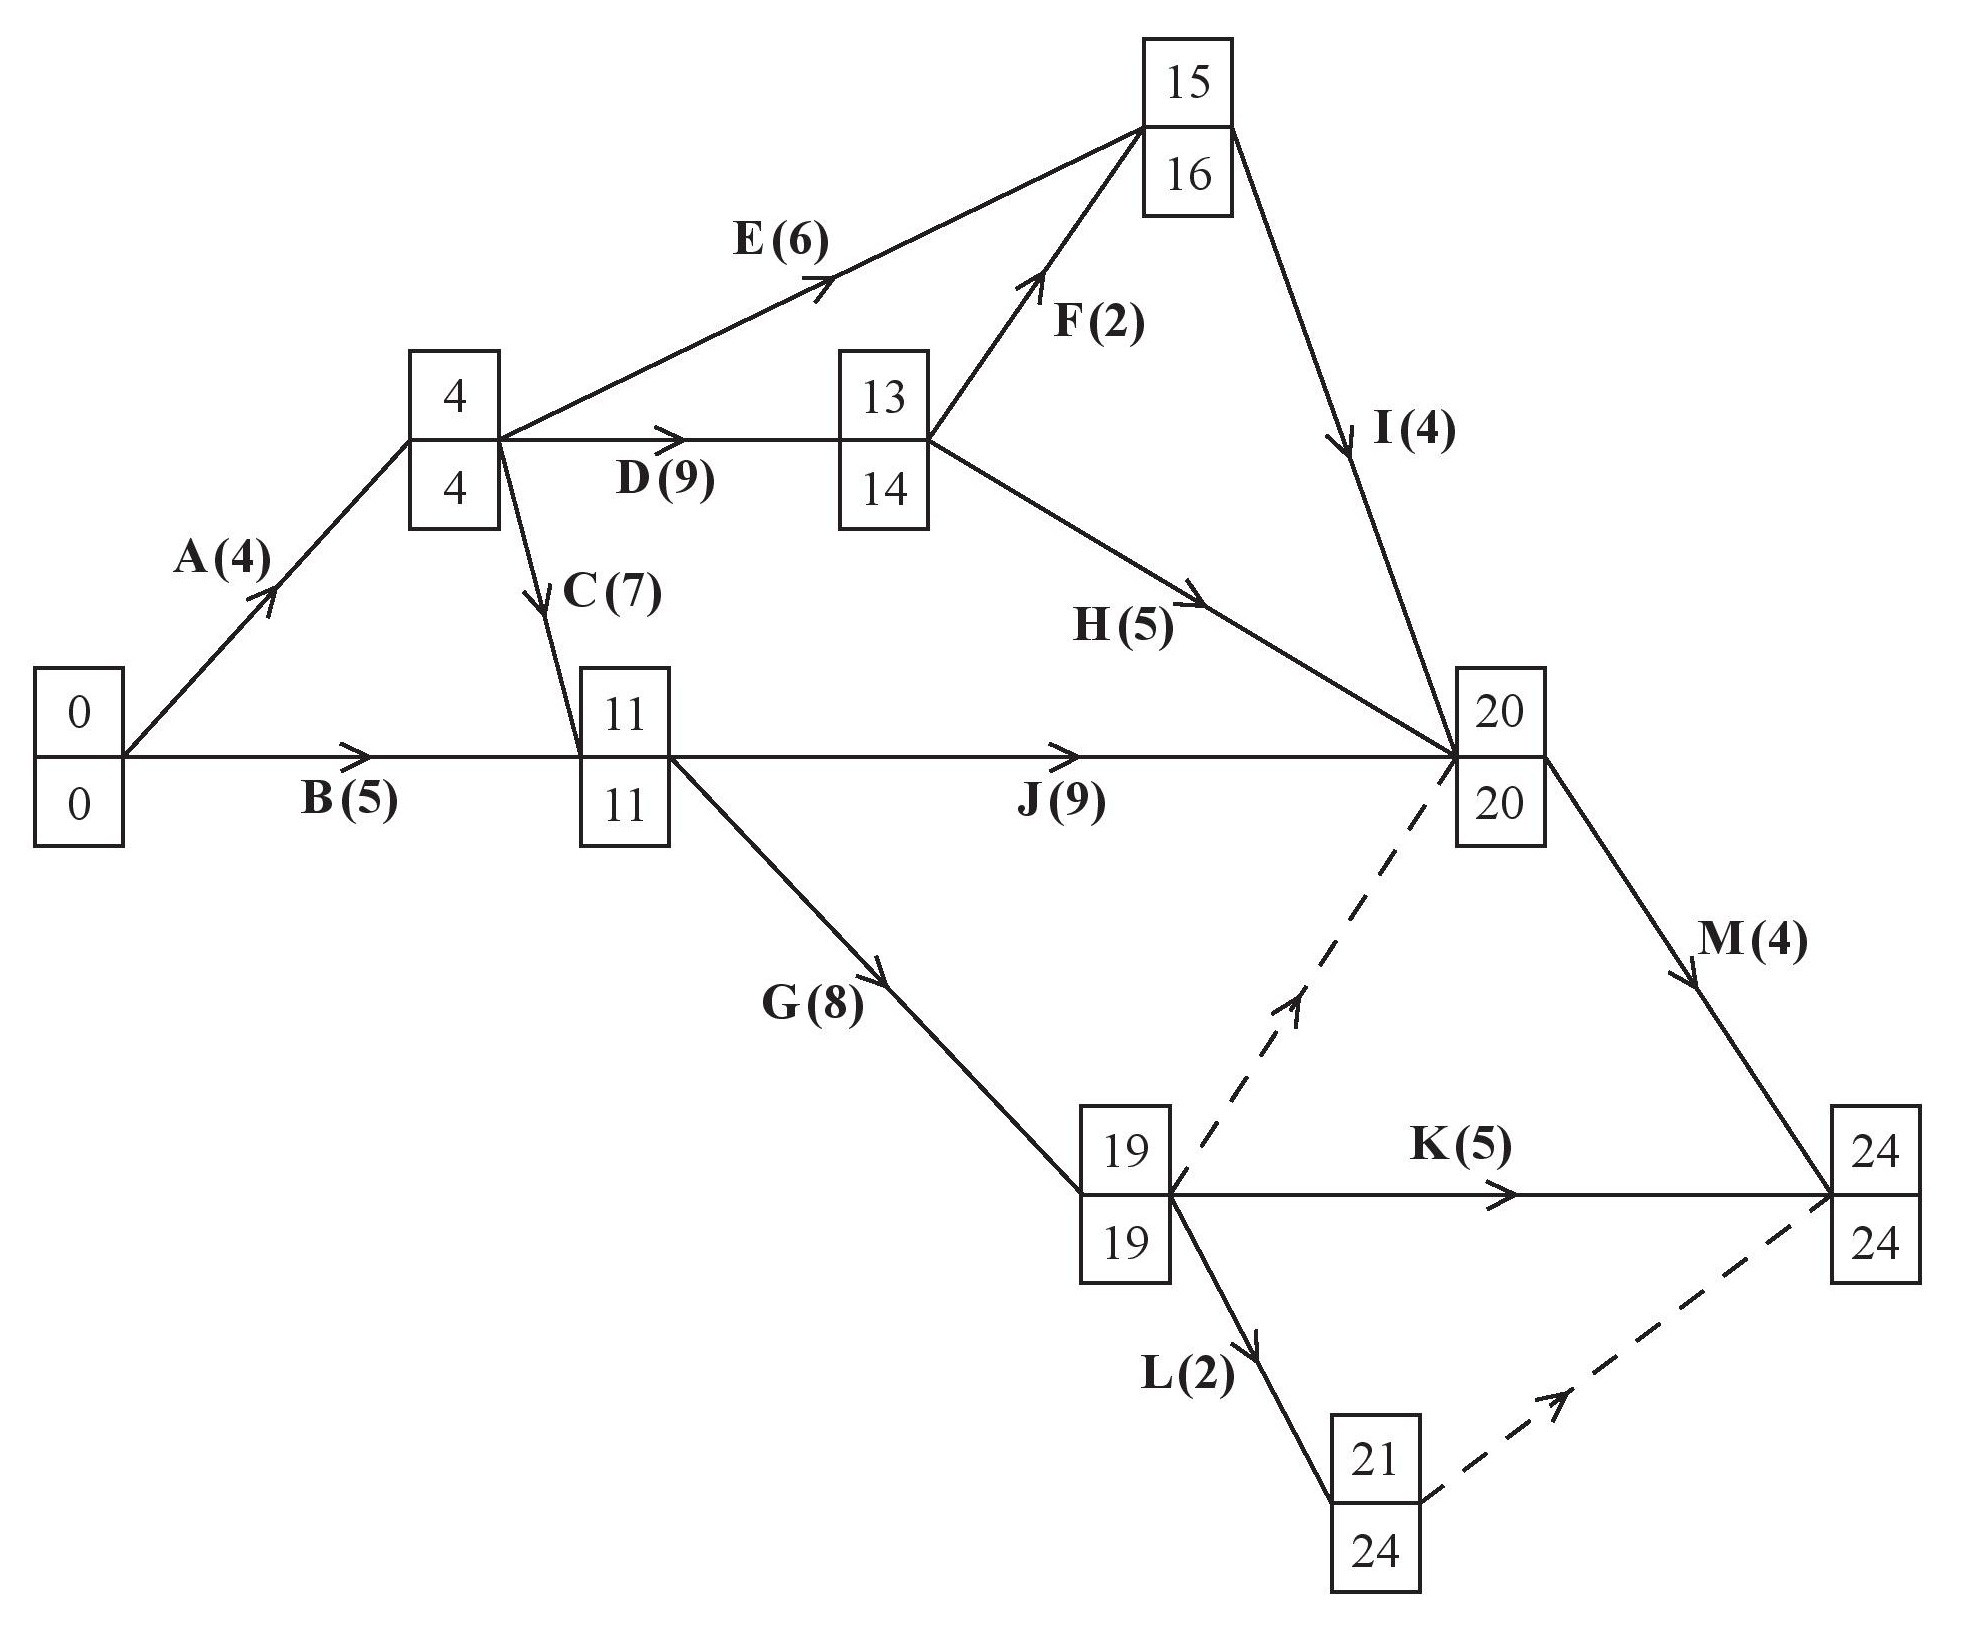 15
16
E(6)
F(2)
4
4
13
14
I(4)
D(9)
A(4)
C(7)
H(5)
0
0
11
11
20
20
B(5)
J(9)
M(4)
G(8)
19
19
K(5)
24
24
L(2)
21
24